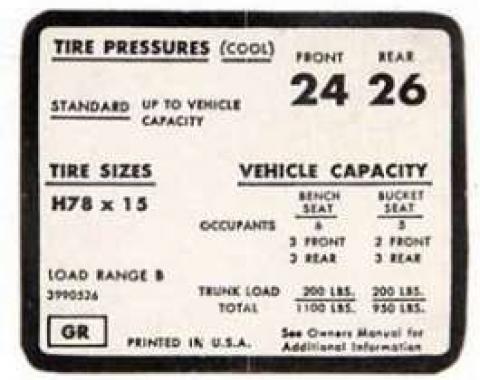 TIRE PRESSURES (COOL) FRONT REAR
24 26
STANDARD UP TO VEHICLE
CAPACITY
TIRE SIZES VEHICLE CAPACITY
H78 x 15 BENCH SEAT BUCKET SEAT
OCCUPANTS 6 5
3 FRONT 2 FRONT
3 REAR 3 REAR
LOAD RANGE B
3990536 TRUNK LOAD 200 LBS. 200 LBS.
TOTAL 1100 LBS. 950 LBS.
GR PRINTED IN U.S.A. See Owners Manual for
Additional Information